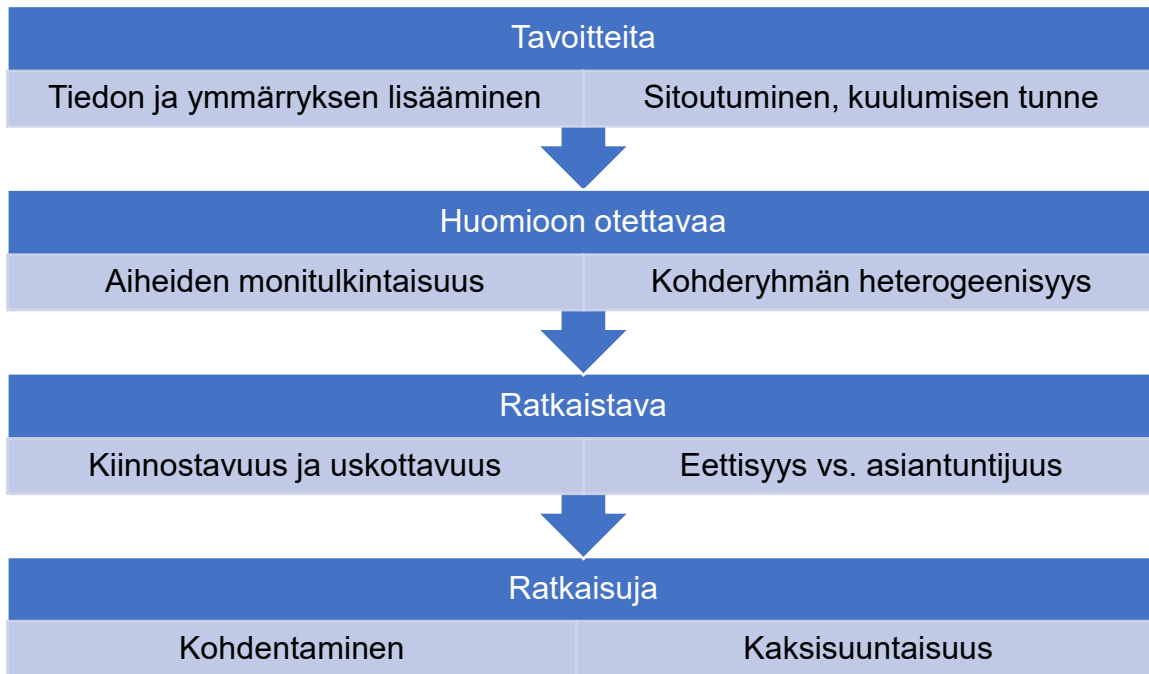 Tavoitteita
Tiedon ja ymmärryksen lisääminen
Sitoutuminen, kuulumisen tunne
Huomioon otettavaa
Aiheiden monitulkintaisuus
Kohderyhmän heterogeenisyys
Ratkaistava
Kiinnostavuus ja uskottavuus
Eettisyys vs. asiantuntijuus
Ratkaisuja
Kohdentaminen
Kaksisuuntaisuus